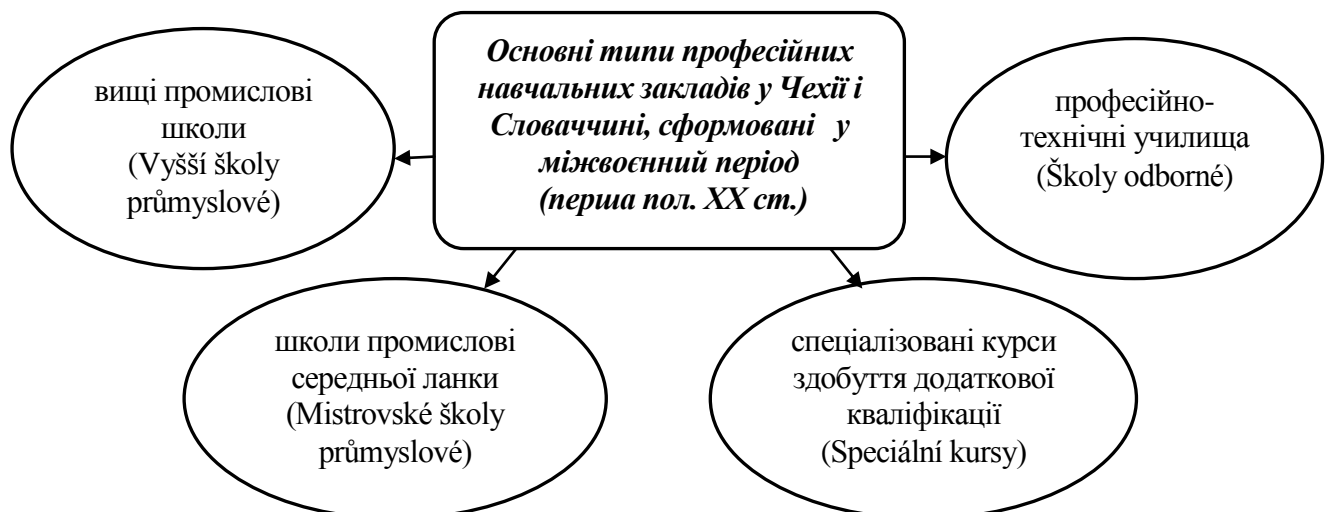 Основні типи професійних
навчальних закладів у Чехії і
Словаччині, сформовані у
міжвоєнний період
(перша пол. ХХ ст.)
вищі промислові
школи
(Vyšší školy
průmyslové)
професійно-
технічні училища
(Školy odborné)
школи промислові
середньої ланки
(Mistrovské školy
průmyslové)
спеціалізовані курси
здобуття додаткової
кваліфікації
(Speciální kursy)